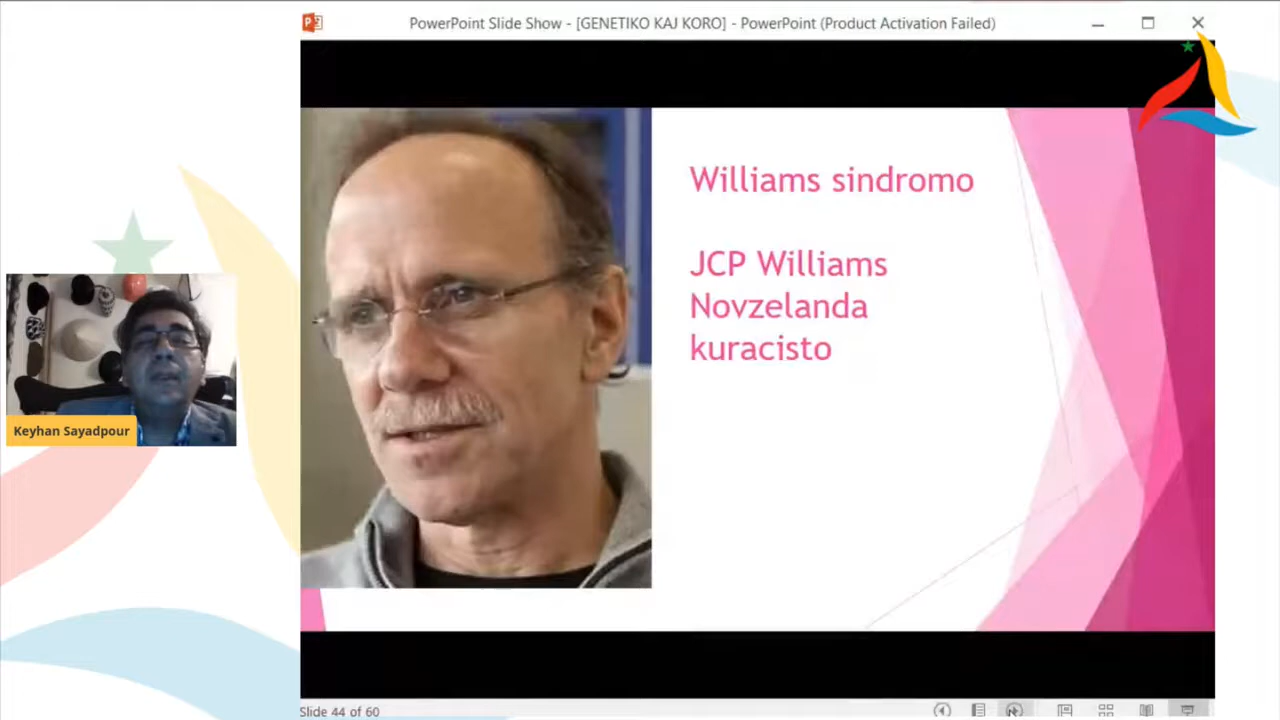 PowerPoint Slide Show - [GENETIKO KAJ KORO] - PowerPoint (Product Activation Failed)
Williams sindromo
JCP Williams
Novzelanda
kuracisto
Keyhan Sayadpour
Slide 44 of 60